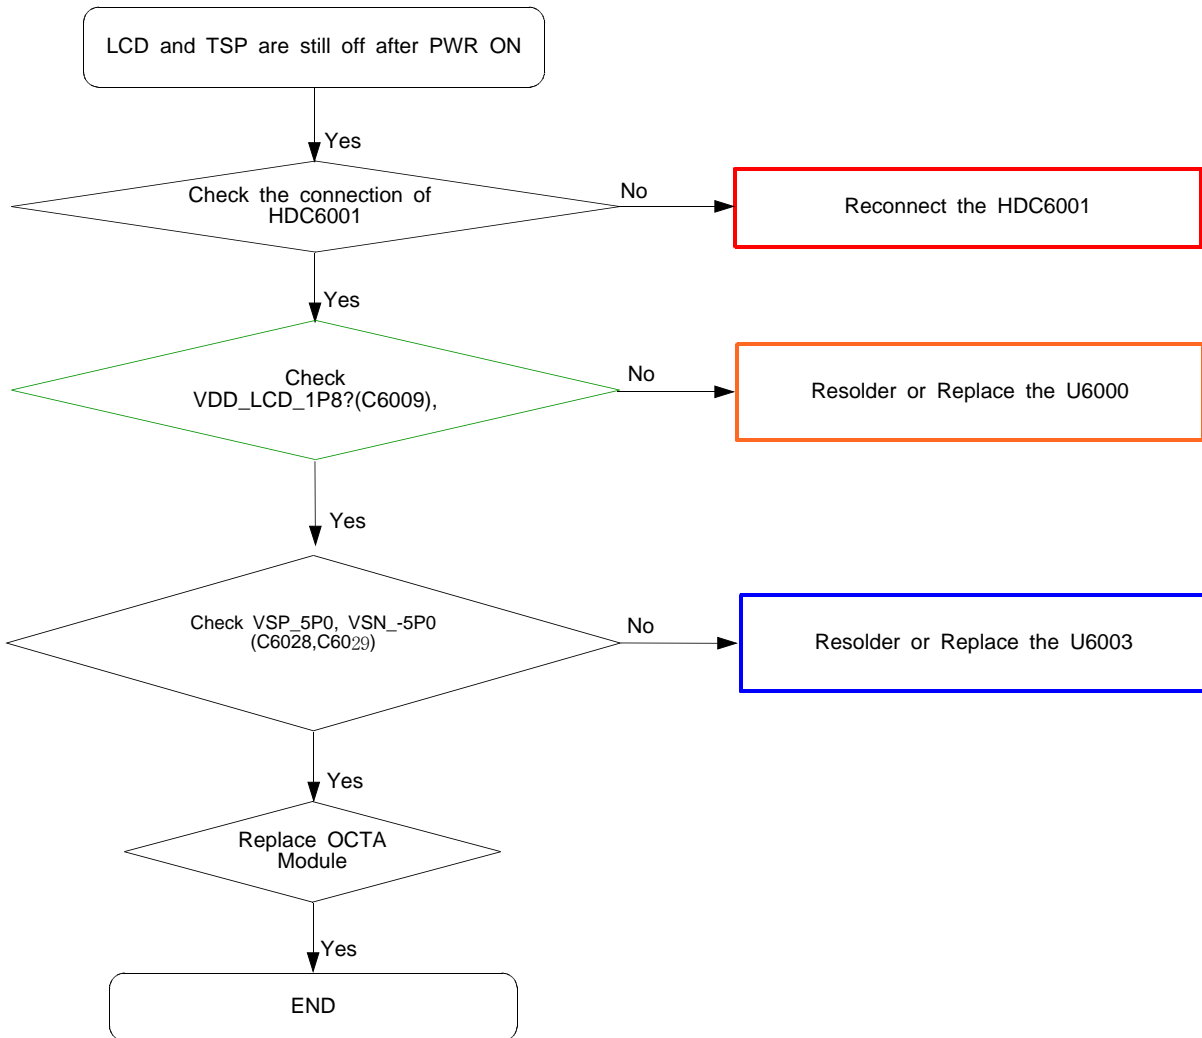 LCD and TSP are still off after PWR ON
Yes
Check the connection of
HDC6001
No
Reconnect the HDC6001
Yes
Check
VDD_LCD_1P8?(C6009),
No
Resolder or Replace the U6000
Yes
Check VSP_5P0, VSN_-5P0
(C6028,C6029)
No
Resolder or Replace the U6003
Yes
Replace OCTA
Module
Yes
END